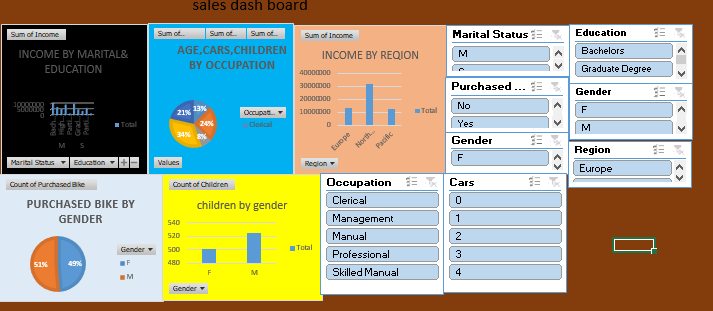 sales dash board
Sum of Income
INCOME BY MARITAL&
EDUCATION
10000000
5000000
0
Bach...
High...
Parti...
Grad...
Parti...
M S
Total
Marital Status Education
Sum of... Sum of... Sum of...
AGE,CARS,CHILDREN
BY OCCUPATION
21% 13%
24%
34% 8%
Occupati...
Clerical
Values
Sum of Income
INCOME BY REQION
40000000
30000000
20000000
10000000
0
Europe
North...
Pacific
Total
Region
Marital Status
M
Purchased ...
No
Yes
Gender
F
Education
Bachelors
Graduate Degree
Gender
F
M
Region
Europe
Count of Purchased Bike
PURCHASED BIKE BY
GENDER
51% 49%
Gender
F
M
Count of Children
children by gender
540
520
500
480
F M
Total
Gender
Occupation
Clerical
Management
Manual
Professional
Skilled Manual
Cars
0
1
2
3
4